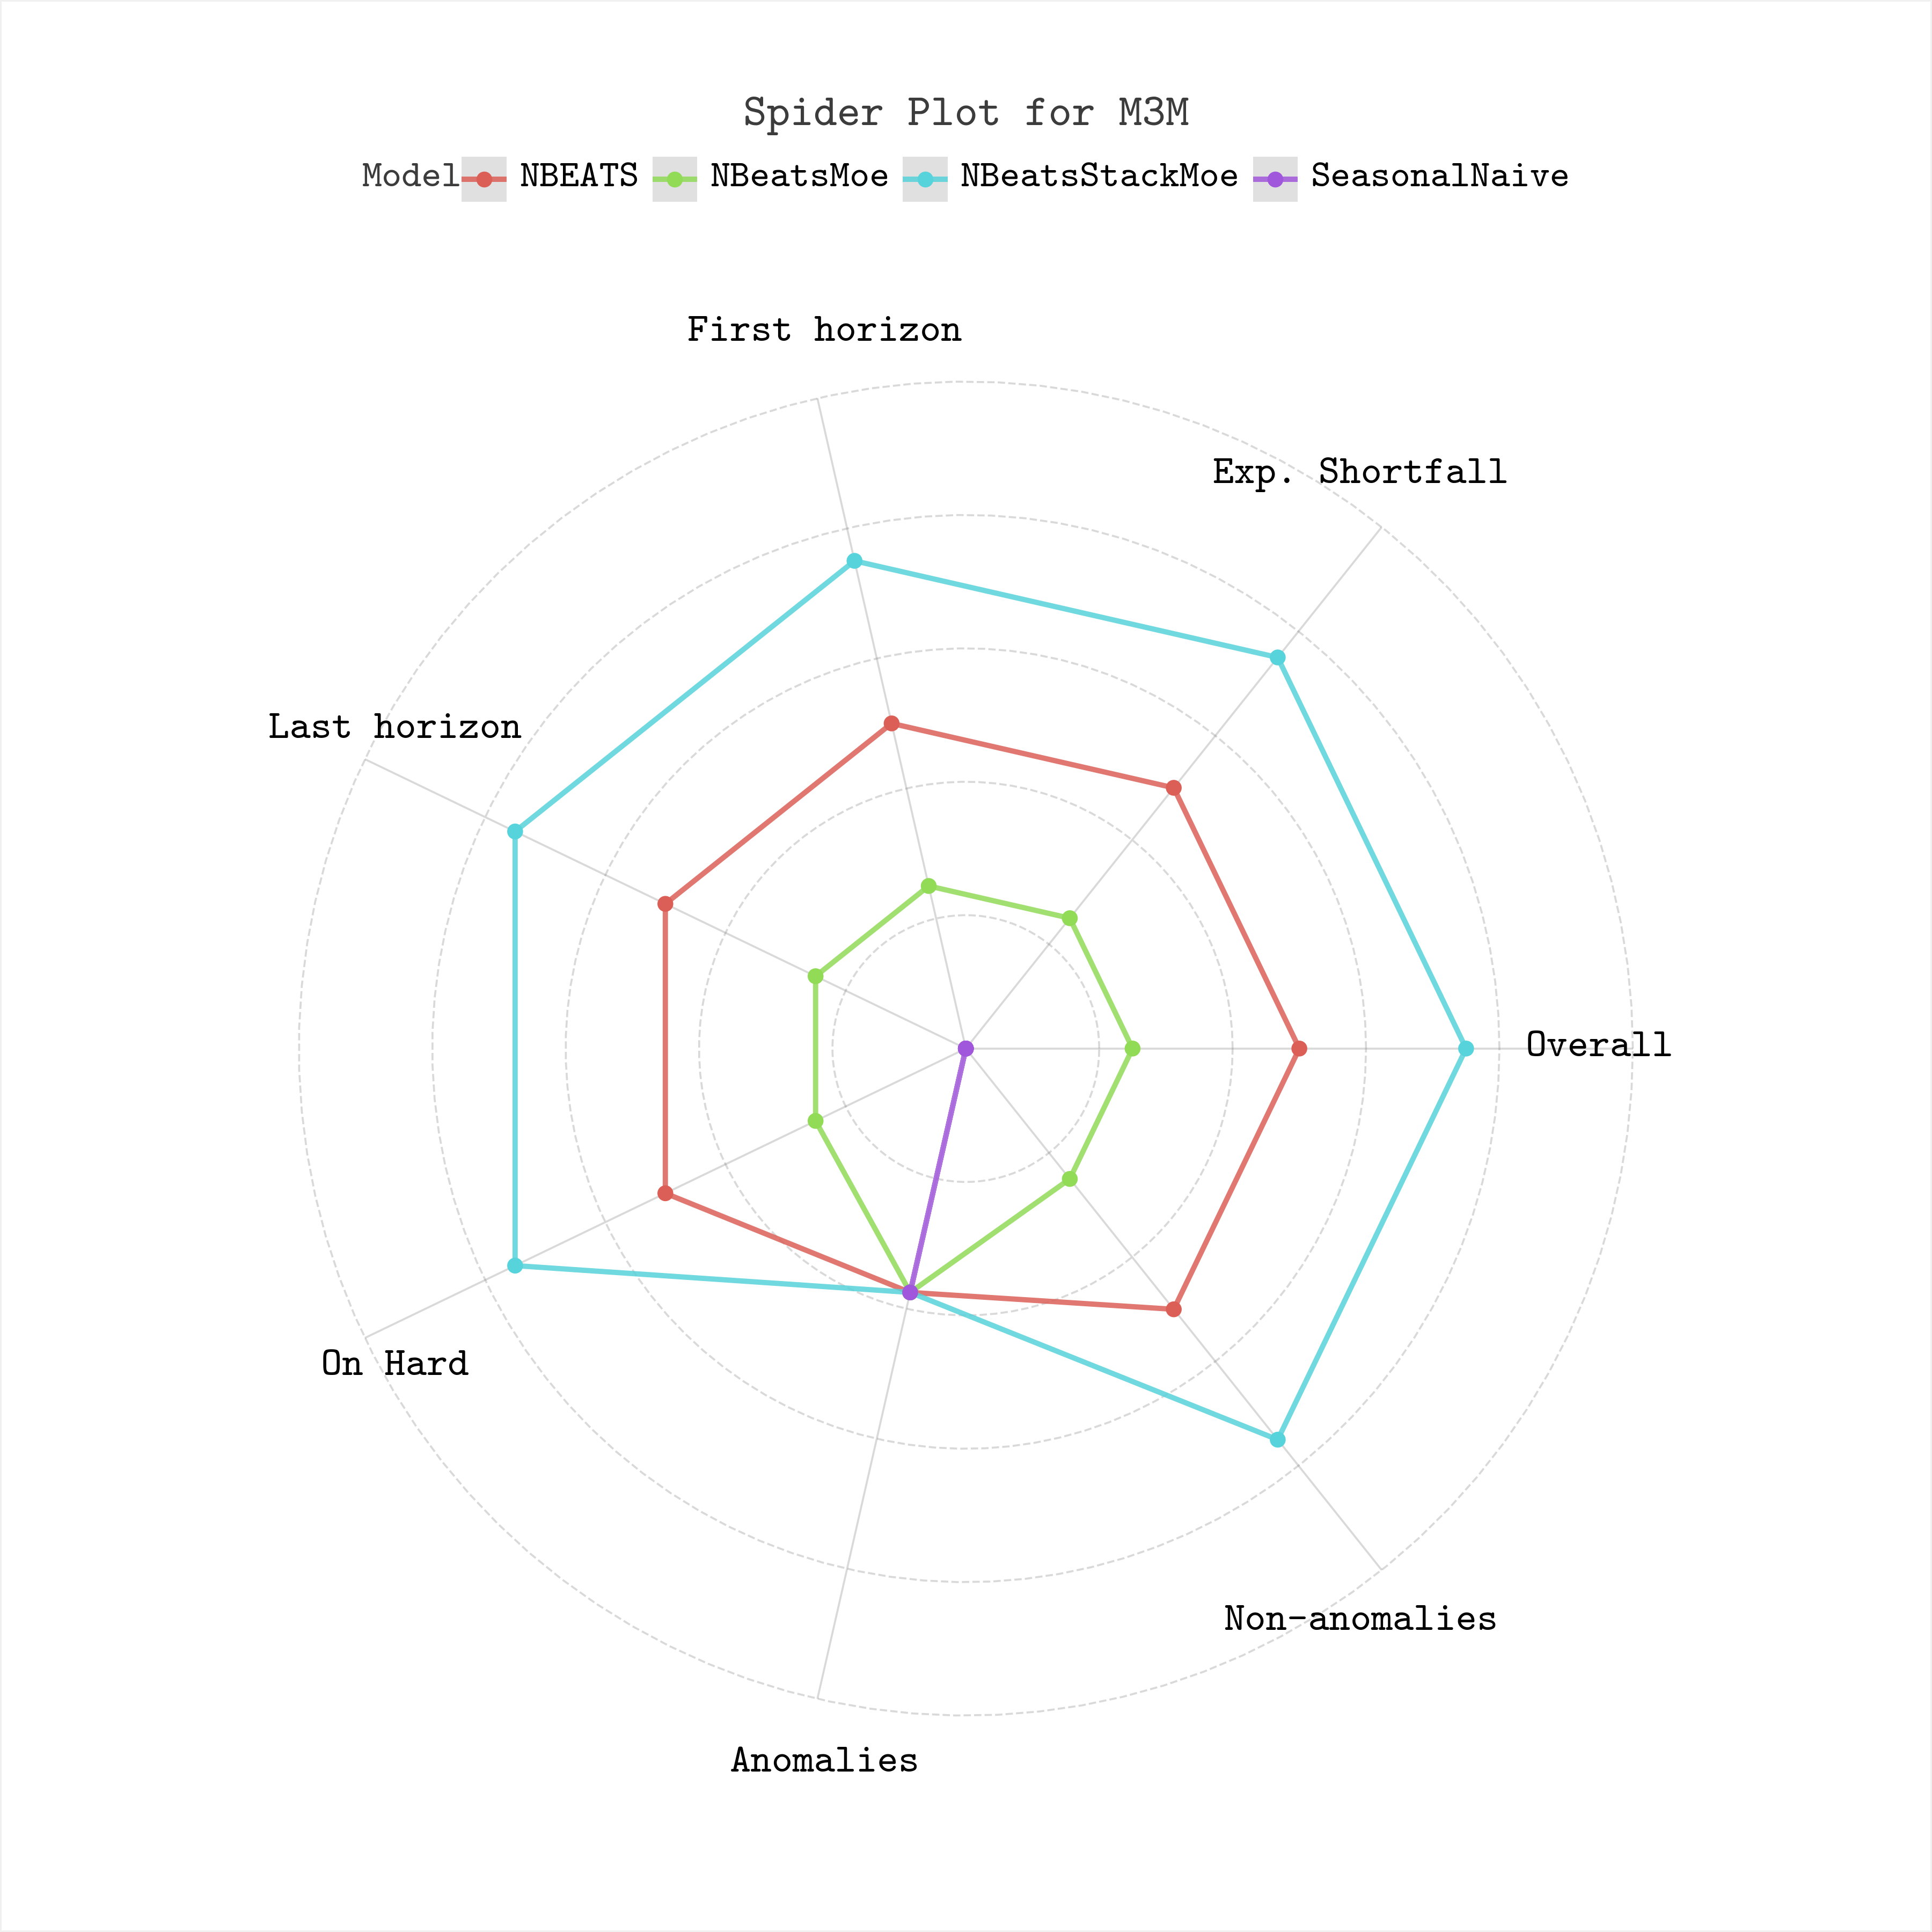 Spider Plot for M3M
Model NBEATS NBeatsMoe NBeatsStackMoe SeasonalNaive
First horizon
Exp. Shortfall
Last horizon
Overall
On Hard
Non-anomalies
Anomalies